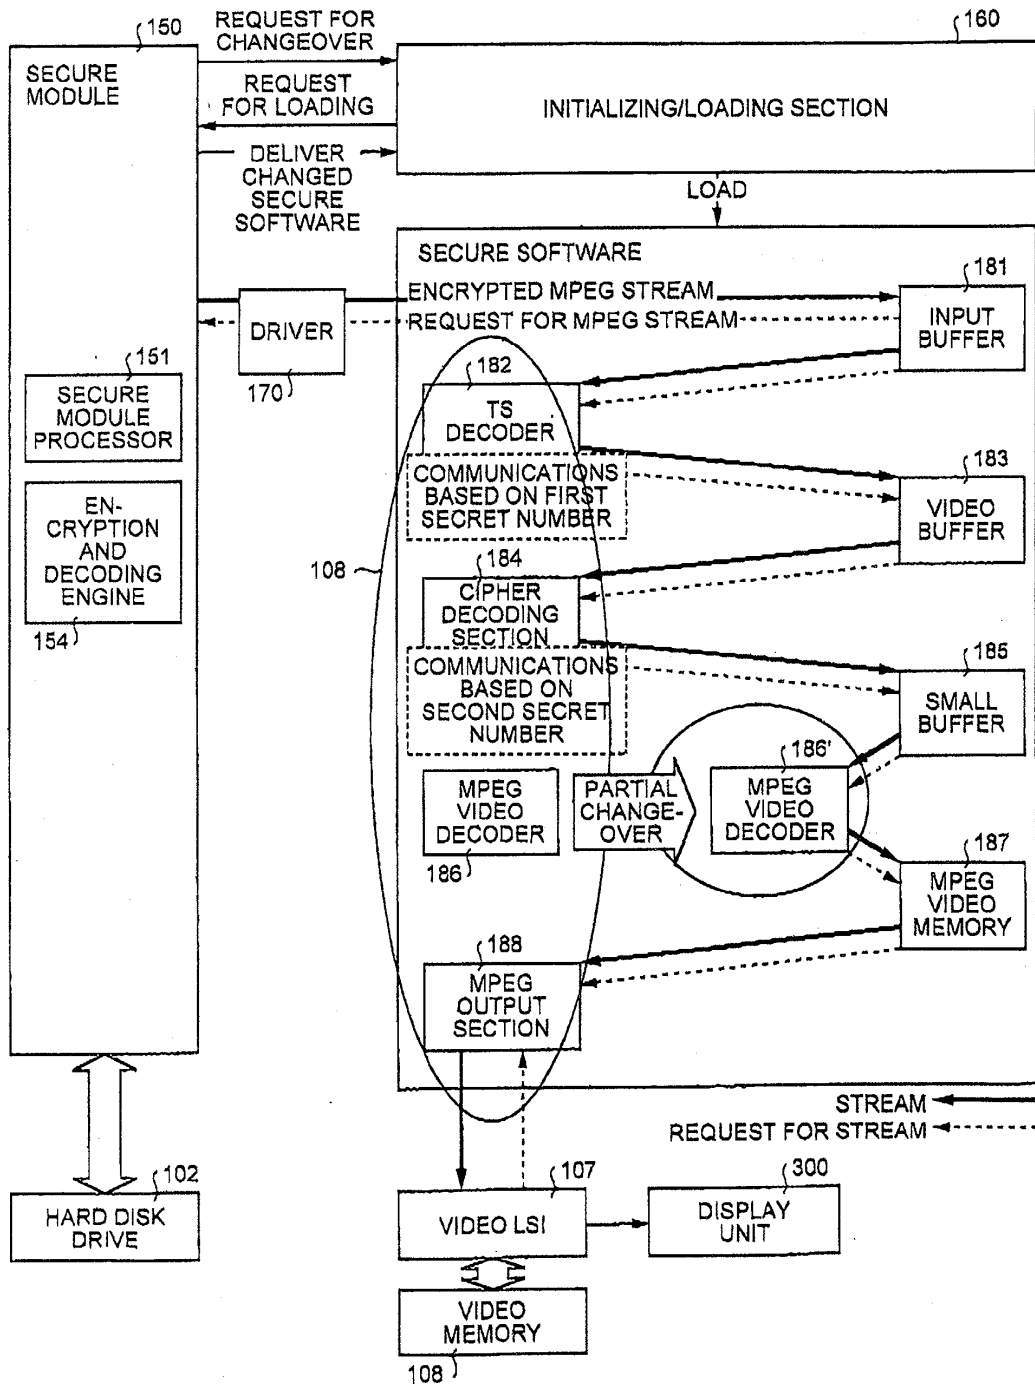 150
REQUEST FOR
CHANGEOVER
160
SECURE
MODULE
REQUEST
FOR LOADING
INITIALIZING/LOADING SECTION
DELIVER
CHANGED
SECURE
SOFTWARE
LOAD
SECURE SOFTWARE
181
ENCRYPTED MPEG STREAM
REQUEST FOR MPEG STREAM
INPUT
BUFFER
DRIVER
170
151
SECURE
MODULE
PROCESSOR
182
TS
DECODER
COMMUNICATIONS
BASED ON FIRST
SECRET NUMBER
183
VIDEO
BUFFER
EN-
CRYPTION
AND
DECODING
ENGINE
154
108
184
CIPHER
DECODING
SECTION
COMMUNICATIONS
BASED ON
SECOND SECRET
NUMBER
185
SMALL
BUFFER
MPEG
VIDEO
DECODER
186
PARTIAL
CHANGE-
OVER
186'
MPEG
VIDEO
DECODER
187
MPEG
VIDEO
MEMORY
188
MPEG
OUTPUT
SECTION
STREAM
REQUEST FOR STREAM
102
HARD DISK
DRIVE
107
VIDEO LSI
300
DISPLAY
UNIT
VIDEO
MEMORY
108